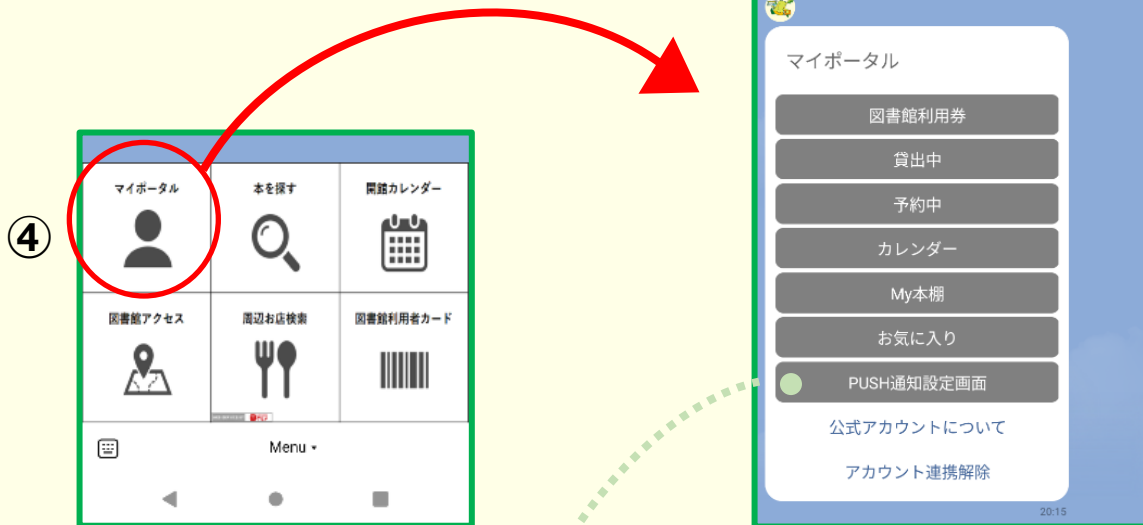 ④
マイポータル
本を探す
開館カレンダー
図書館アクセス
周辺お店検索
図書館利用者カード
Menu
マイポータル
図書館利用券
貸出中
予約中
カレンダー
My本棚
お気に入り
PUSH通知設定画面
公式アカウントについて
アカウント連携解除
20:15